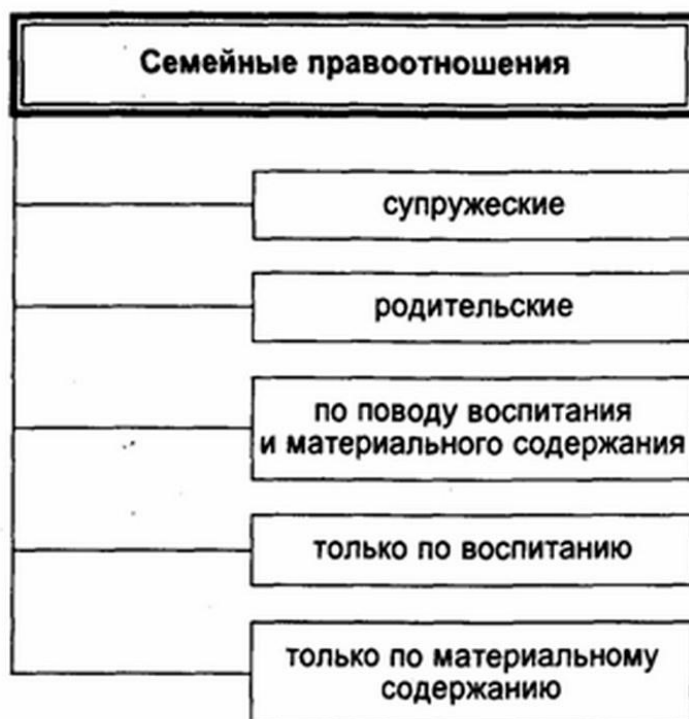 Семейные правоотношения
супружеские
родительские
по поводу воспитания
и материального содержания
только по воспитанию
только по материальному
содержанию